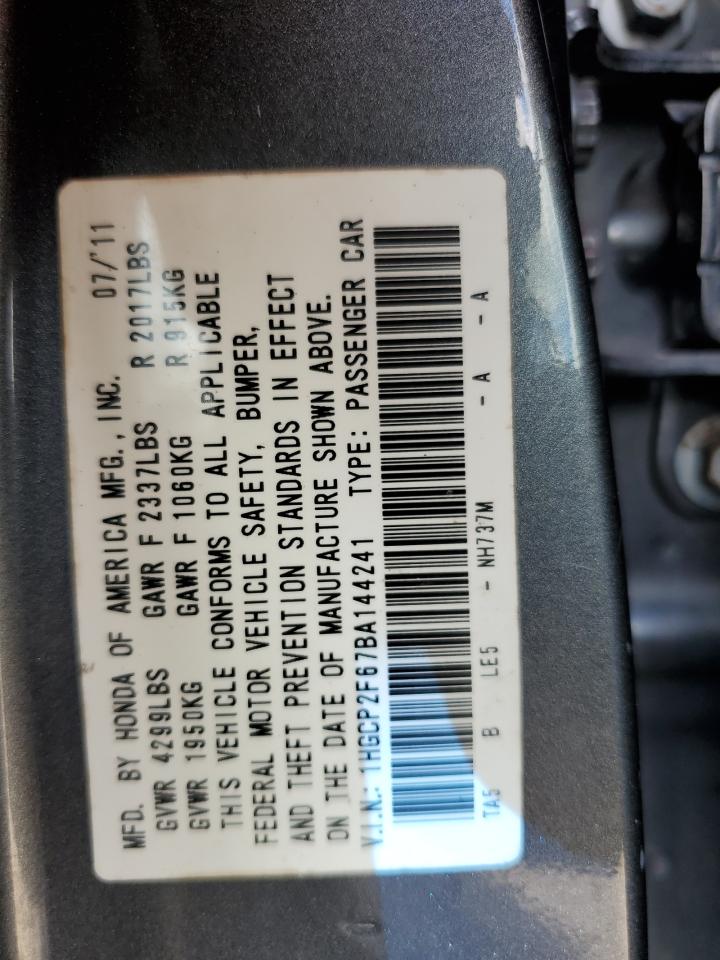 MFD. BY HONDA OF AMERICA MFG., INC. 07/'11
GVWR 4299LBS GAWR F 2337LBS R 2017LBS
GVWR 1950KG GAWR F 1060KG R 915KG
THIS VEHICLE CONFORMS TO ALL APPLICABLE
FEDERAL MOTOR VEHICLE SAFETY, BUMPER,
AND THEFT PREVENTION STANDARDS IN EFFECT
ON THE DATE OF MANUFACTURE SHOWN ABOVE.
V.I.N.: 1HGCP2F67BA144241 TYPE: PASSENGER CAR
TA5 B LE5 - NH737M - A - A